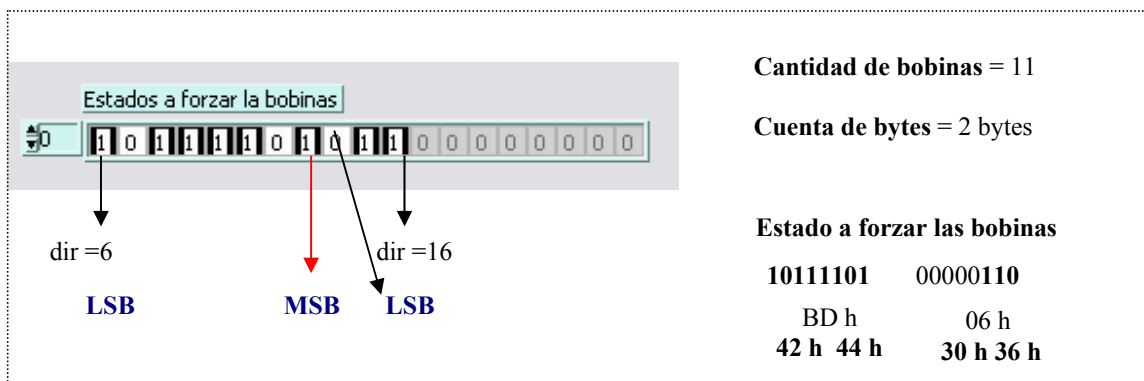 Estados a forzar la bobinas
0 1 0 1 1 1 1 0 1 0 1 1 0 0 0 0 0 0 0 0
dir =6 dir =16
LSB MSB LSB
Cantidad de bobinas = 11
Cuenta de bytes = 2 bytes
Estado a forzar las bobinas
10111101 00000110
BD h 06 h
42 h 44 h 30 h 36 h